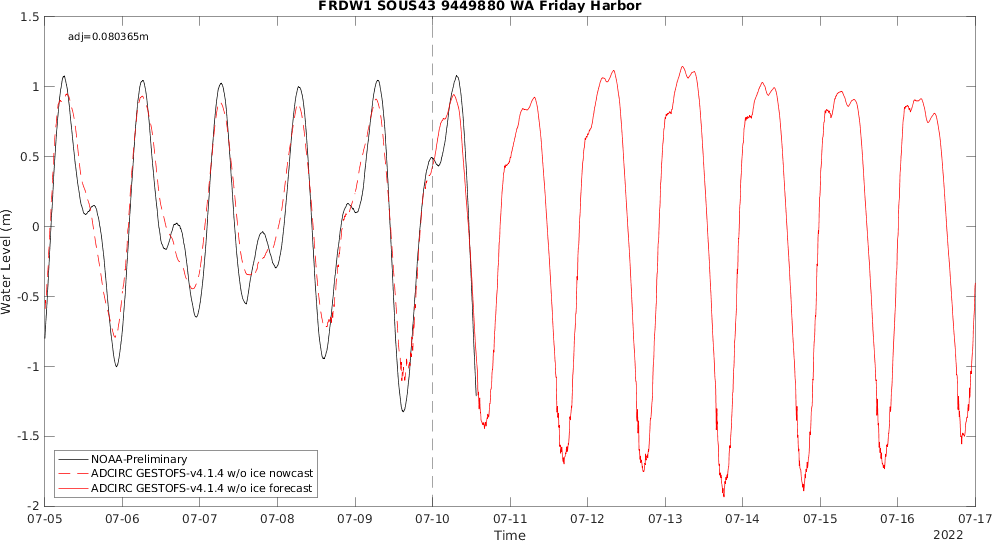 FRDW1 SOUS43 9449880 WA Friday Harbor
adj=0.080365m
1.5
1
0.5
0
-0.5
-1
-1.5
-2
Water Level (m)
NOAA-Preliminary
ADCIRC GESTOFS-v4.1.4 w/o ice nowcast
ADCIRC GESTOFS-v4.1.4 w/o ice forecast
07-05 07-06 07-07 07-08 07-09 07-10 07-11 07-12 07-13 07-14 07-15 07-16 07-17
Time
2022